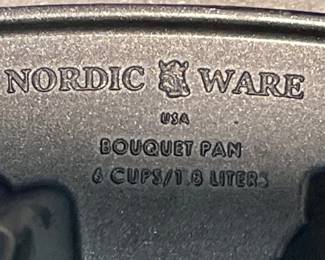 NORDIC WARE
USA
BOUQUET PAN
6 CUPS/1.8 LITERS